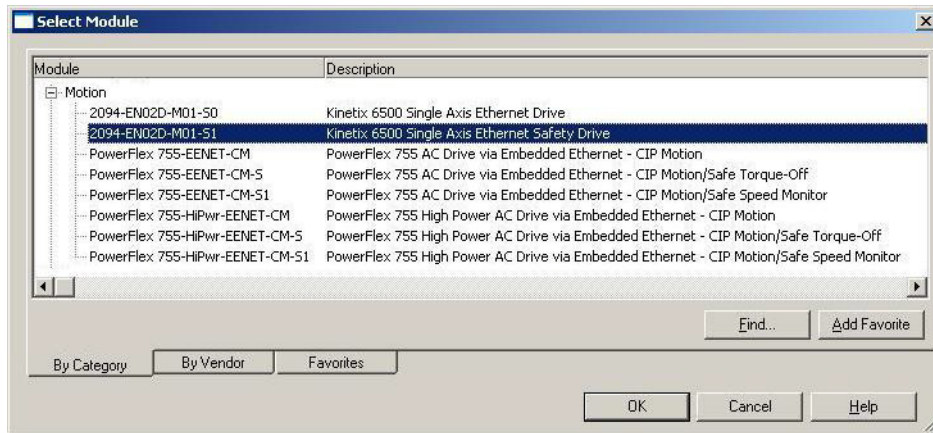 Select Module
Module Description
Motion
2094-EN02D-M01-S0 Kinetix 6500 Single Axis Ethernet Drive
2094-EN02D-M01-S1 Kinetix 6500 Single Axis Ethernet Safety Drive
PowerFlex 755-EENET-CM PowerFlex 755 AC Drive via Embedded Ethernet - CIP Motion
PowerFlex 755-EENET-CM-S PowerFlex 755 AC Drive via Embedded Ethernet - CIP Motion/Safe Torque-Off
PowerFlex 755-EENET-CM-S1 PowerFlex 755 AC Drive via Embedded Ethernet - CIP Motion/Safe Speed Monitor
PowerFlex 755-HiPwr-EENET-CM PowerFlex 755 High Power AC Drive via Embedded Ethernet - CIP Motion
PowerFlex 755-HiPwr-EENET-CM-S PowerFlex 755 High Power AC Drive via Embedded Ethernet - CIP Motion/Safe Torque-Off
PowerFlex 755-HiPwr-EENET-CM-S1 PowerFlex 755 High Power AC Drive via Embedded Ethernet - CIP Motion/Safe Speed Monitor
Find... Add Favorite
By Category By Vendor Favorites
OK Cancel Help